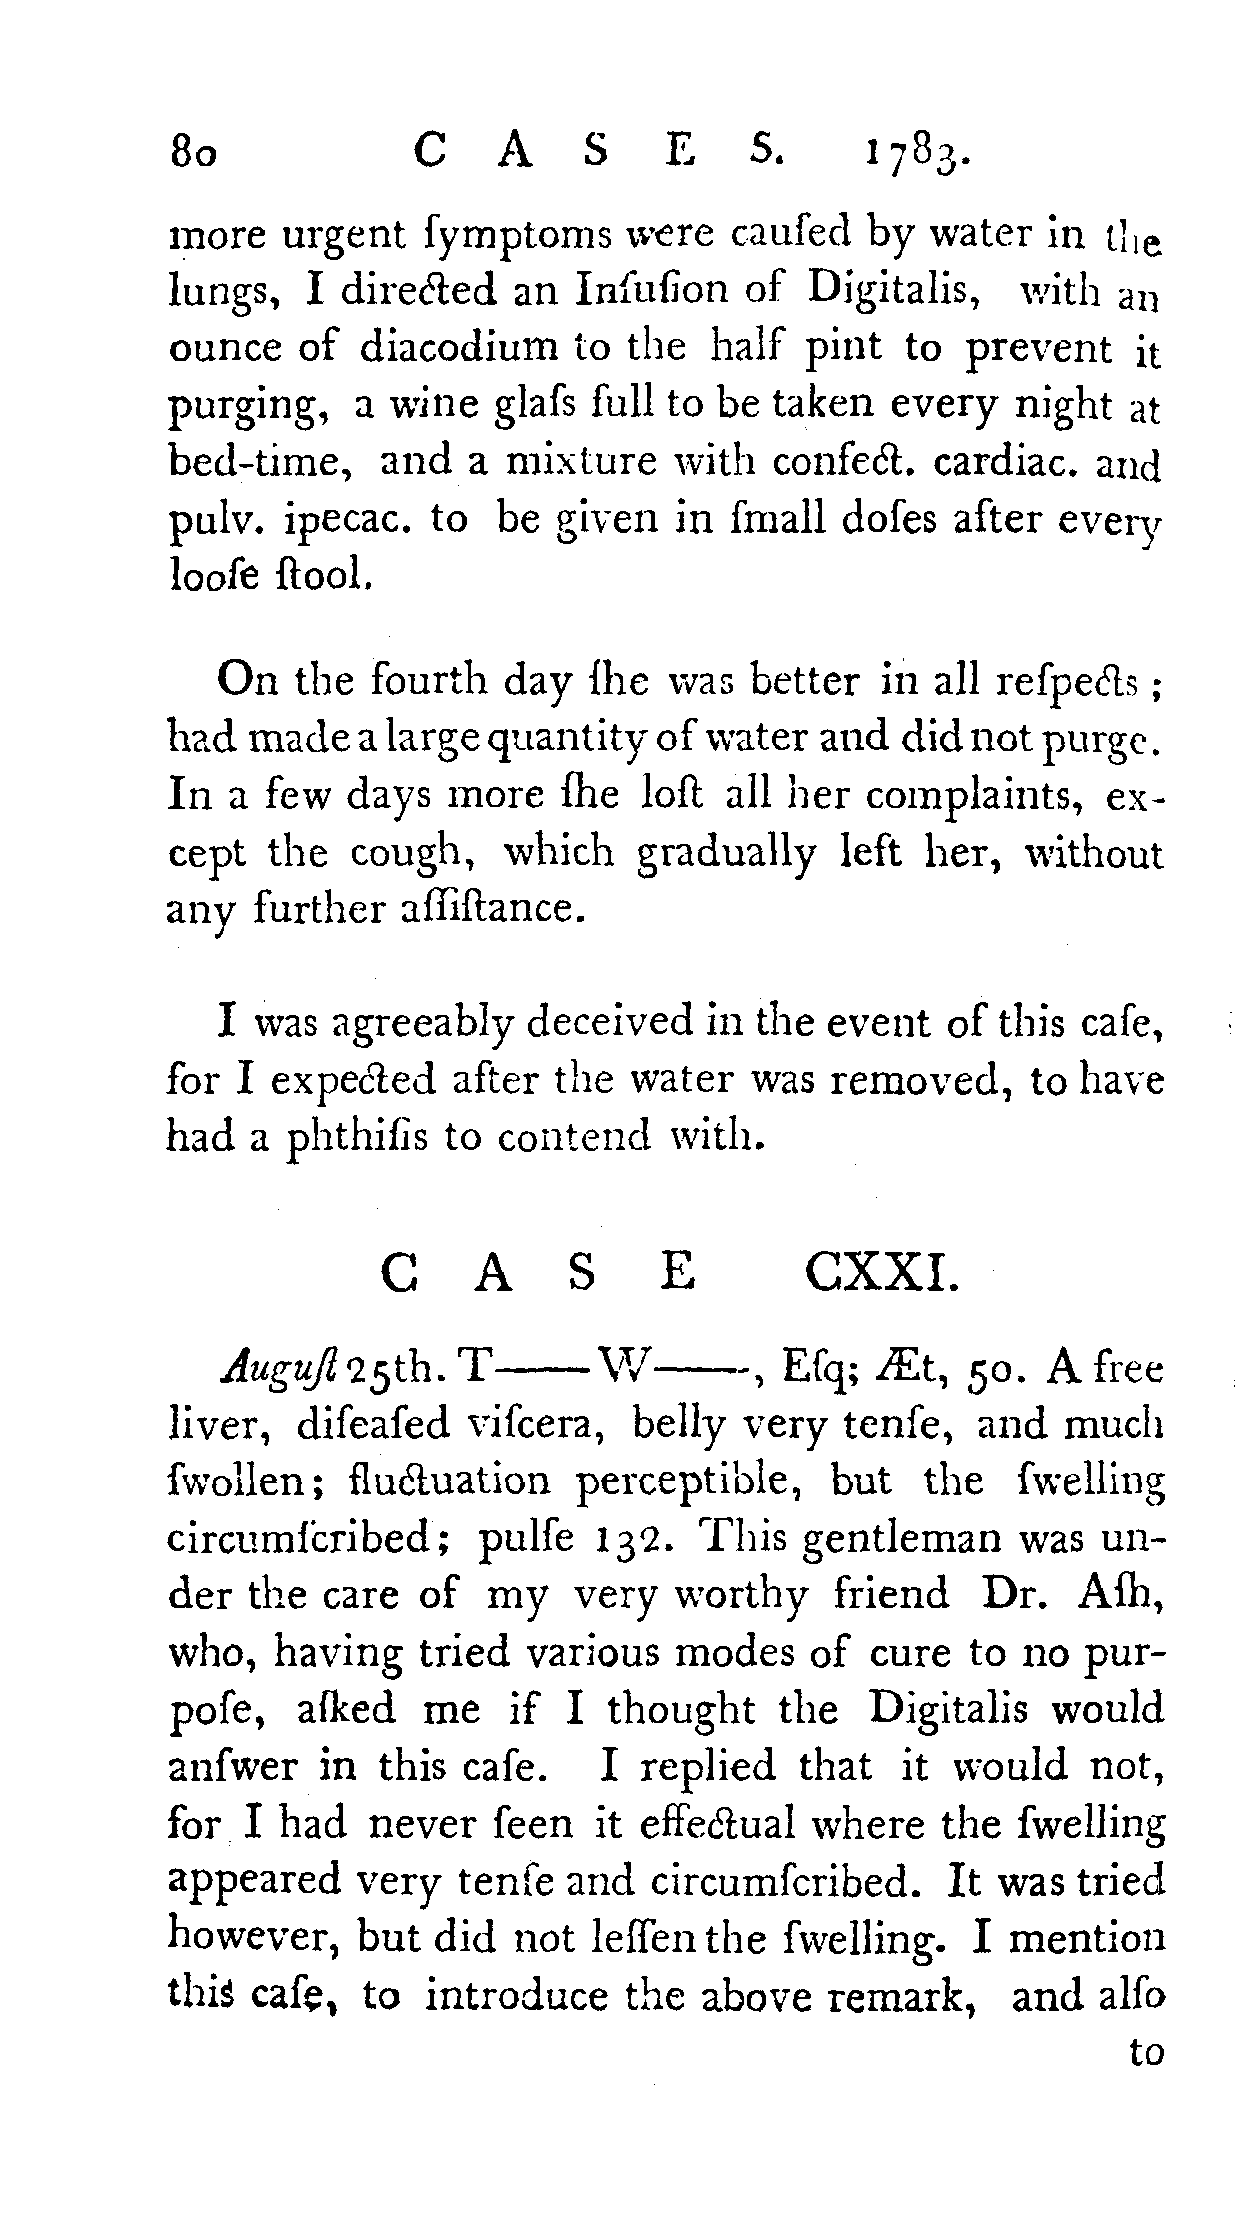 80 C A S E S. 1783.
more urgent ſymptoms were cauſed by water in the
lungs, I directed an Infuſion of Digitalis, with an
ounce of diacodium to the half pint to prevent it
purging, a wine glaſs full to be taken every night at
bed-time, and a mixture with confect. cardiac. and
pulv. ipecac. to be given in ſmall doſes after every
looſe ſtool.
On the fourth day ſhe was better in all reſpects ;
had made a large quantity of water and did not purge.
In a few days more ſhe loſt all her complaints, ex-
cept the cough, which gradually left her, without
any further aſſiſtance.
I was agreeably deceived in the event of this caſe,
for I expected after the water was removed, to have
had a phthiſis to contend with.
C A S E CXXI.
Auguſt 25th. T—— W——, Eſq; Æt, 50. A free
liver, diſeaſed viſcera, belly very tenſe, and much
ſwollen; fluctuation perceptible, but the ſwelling
circumſcribed; pulſe 132. This gentleman was un-
der the care of my very worthy friend Dr. Aſh,
who, having tried various modes of cure to no pur-
poſe, aſked me if I thought the Digitalis would
anſwer in this caſe. I replied that it would not,
for I had never ſeen it effectual where the ſwelling
appeared very tenſe and circumſcribed. It was tried
however, but did not leſſen the ſwelling. I mention
this caſe, to introduce the above remark, and alſo
to